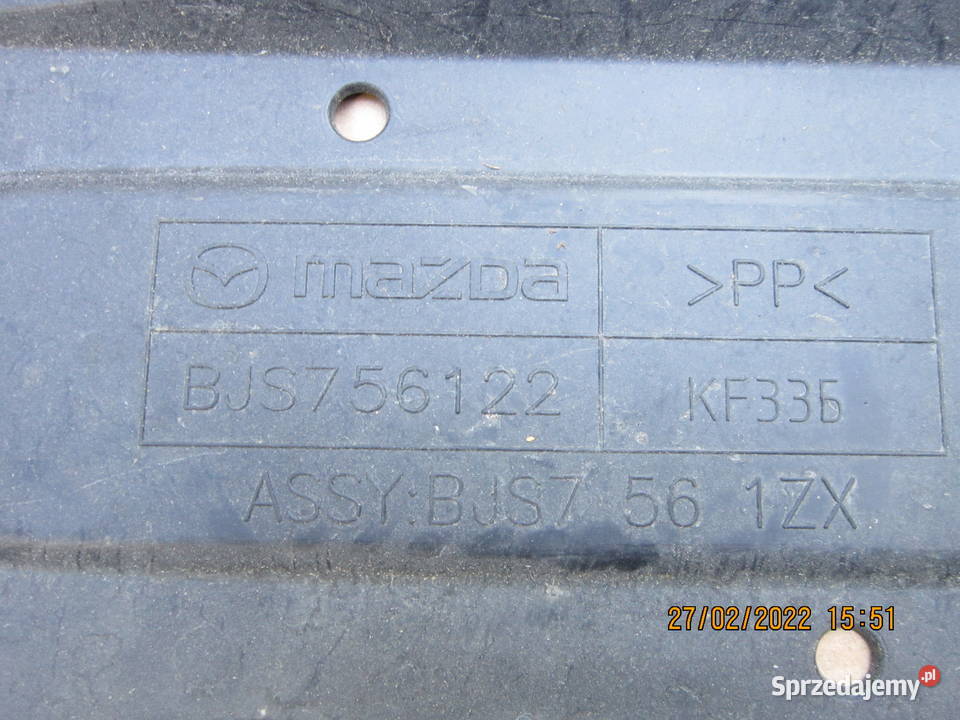 mazda >PP<
BJS756122 KF33Б
ASSY:BJS7 56 1ZX
27/02/2022 15:51
Sprzedajemy.pl